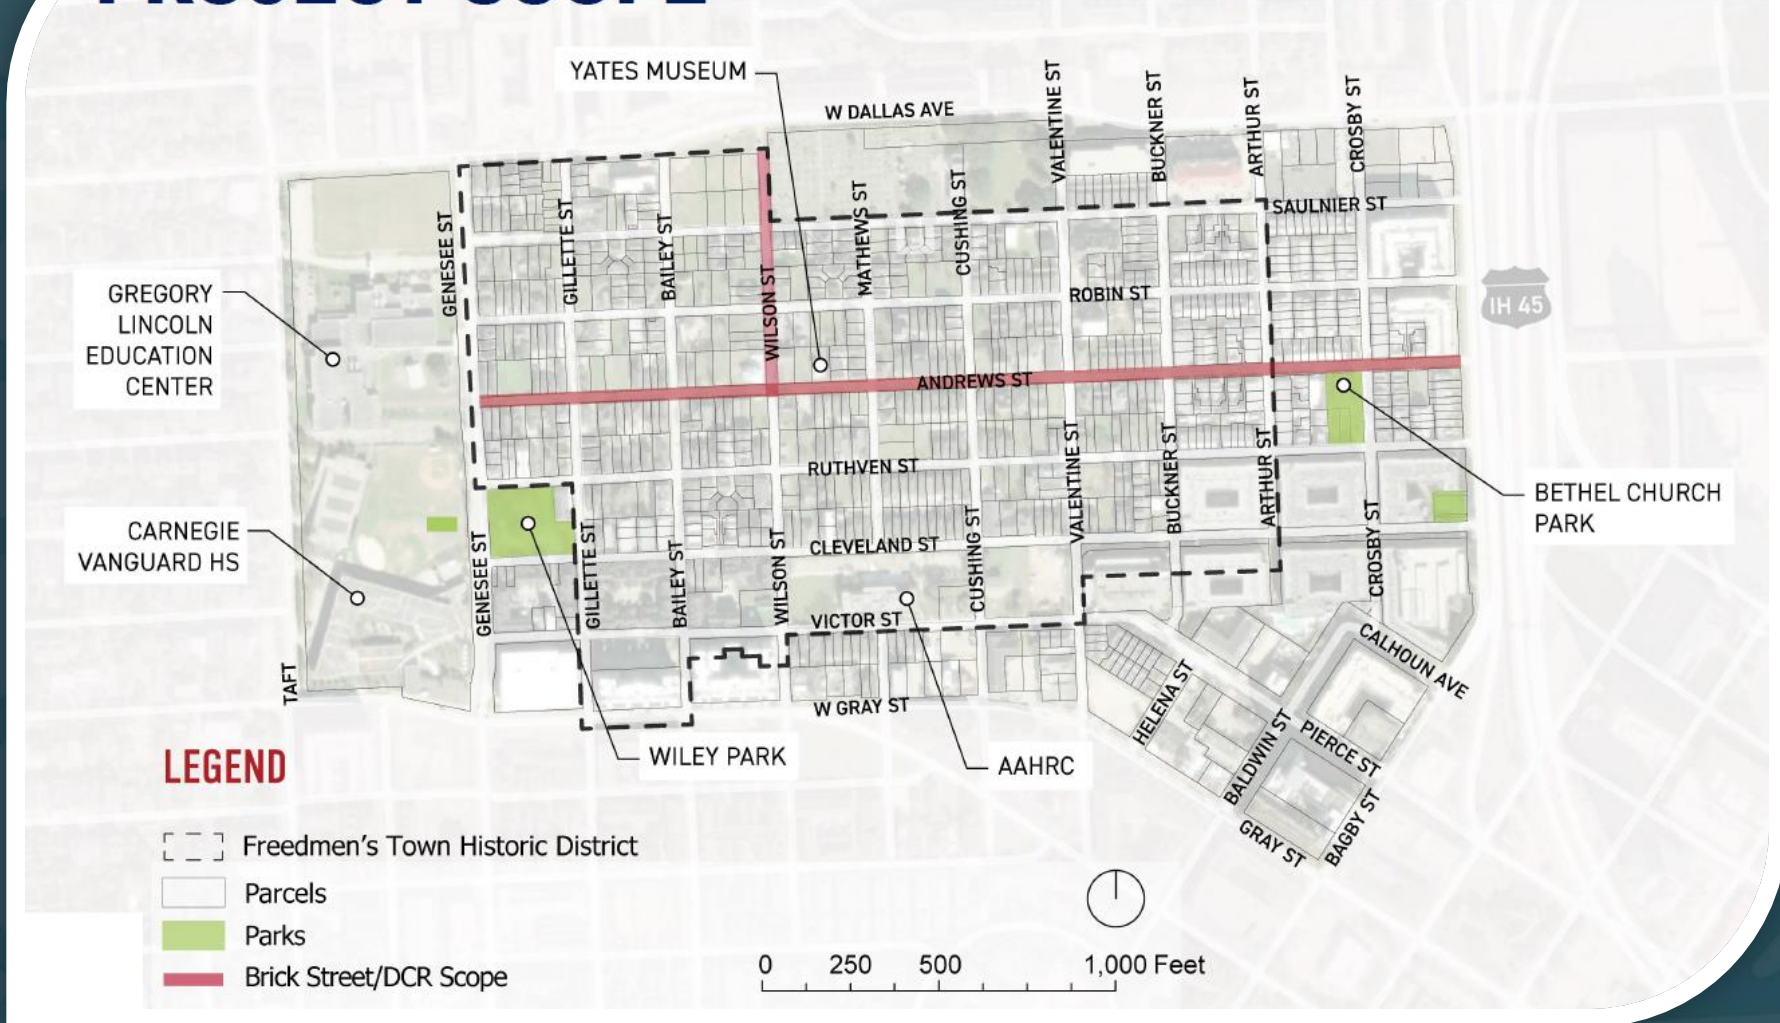 PROJECT SCOPE
YATES MUSEUM
W DALLAS AVE
VALENTINE ST
BUCKNER ST
ARTHUR ST
CROSBY ST
SAULNIER ST
GENESEE ST
GILLETTE ST
BAILEY ST
WILSON ST
MATHEWS ST
CUSHING ST
ROBIN ST
IH 45
GREGORY
LINCOLN
EDUCATION
CENTER
ANDREWS ST
RUTHVEN ST
VALENTINE ST
BUCKNER ST
ARTHUR ST
BETHEL CHURCH
PARK
CARNEGIE
VANGUARD HS
GENESEE ST
GILLETTE ST
BAILEY ST
WILSON ST
CLEVELAND ST
CUSHING ST
CROSBY ST
VICTOR ST
CALHOUN AVE
TAFT
W GRAY ST
HELENA ST
BALDWIN ST
PIERCE ST
GRAY ST
BAGBY ST
WILEY PARK
AAHRC
LEGEND
Freedmen's Town Historic District
Parcels
Parks
Brick Street/DCR Scope
0 250 500 1,000 Feet